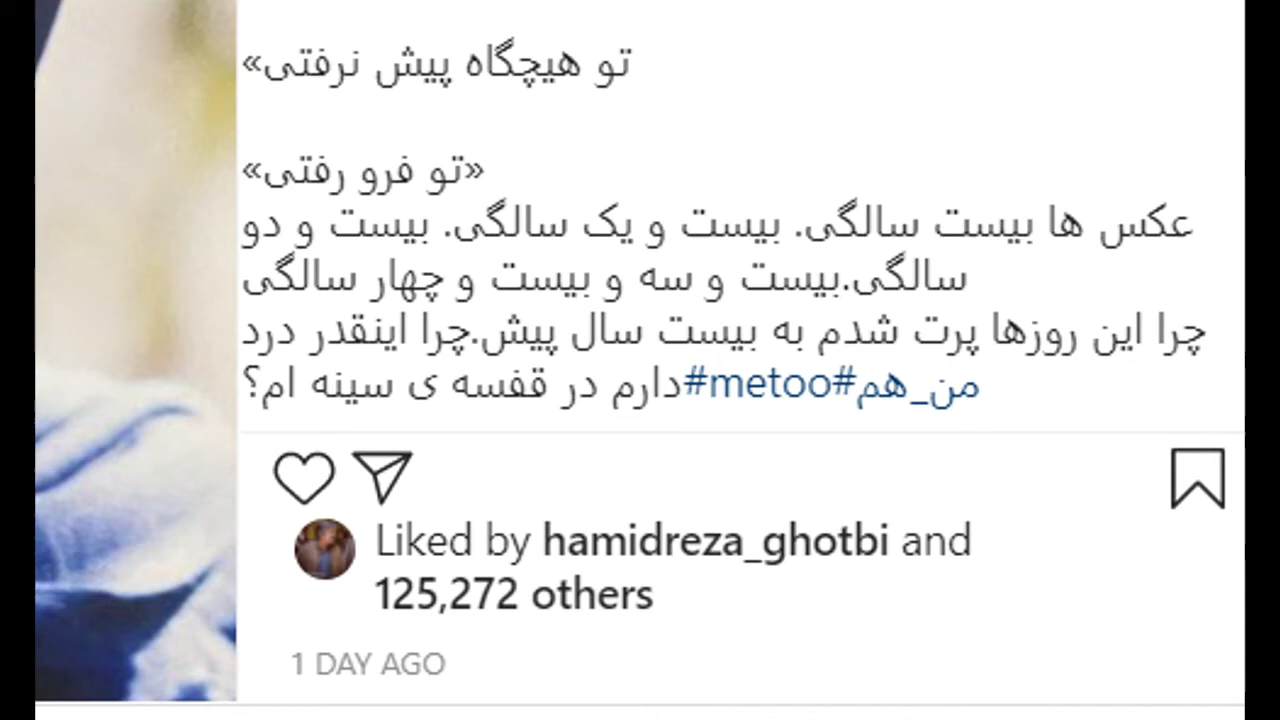 تو هیچگاه پیش نرفتی»
«تو فرو رفتی»
عکس ها بیست سالگی. بیست و یک سالگی. بیست و دو
سالگی.بیست و سه و بیست و چهار سالگی
چرا این روزها پرت شدم به بیست سال پیش.چرا اینقدر درد
دارم در قفسه ی سینه ام؟#metoo#من_هم
Liked by hamidreza_ghotbi and
125,272 others
1 DAY AGO